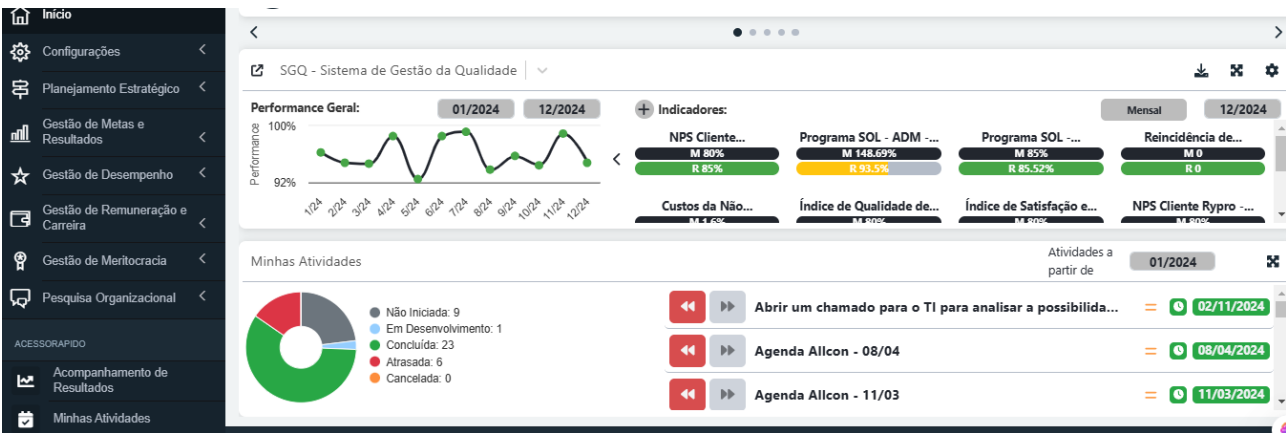 Início
Configurações
Planejamento Estratégico
Gestão de Metas e
Resultados
Gestão de Desempenho
Gestão de Remuneração e
Carreira
Gestão de Meritocracia
Pesquisa Organizacional
ACESSORAPIDO
Acompanhamento de
Resultados
Minhas Atividades
SGQ - Sistema de Gestão da Qualidade
Performance Geral:
01/2024
12/2024
Performance
100%
92%
1/24
2/24
3/24
4/24
5/24
6/24
7/24
8/24
9/24
10/24
11/24
12/24
Indicadores:
Mensal
12/2024
NPS Cliente...
M 80%
R 85%
Programa SOL - ADM -...
M 148.69%
R 93.5%
Programa SOL -...
M 85%
R 85.52%
Reincidência de...
M 0
R 0
Custos da Não...
M 1.6%
Índice de Qualidade de...
M 80%
Índice de Satisfação e...
M 80%
NPS Cliente Rypro -...
M 80%
Minhas Atividades
Atividades a
partir de
01/2024
Não Iniciada: 9
Em Desenvolvimento: 1
Concluída: 23
Atrasada: 6
Cancelada: 0
Abrir um chamado para o TI para analisar a possibilida...
02/11/2024
Agenda Allcon - 08/04
08/04/2024
Agenda Allcon - 11/03
11/03/2024